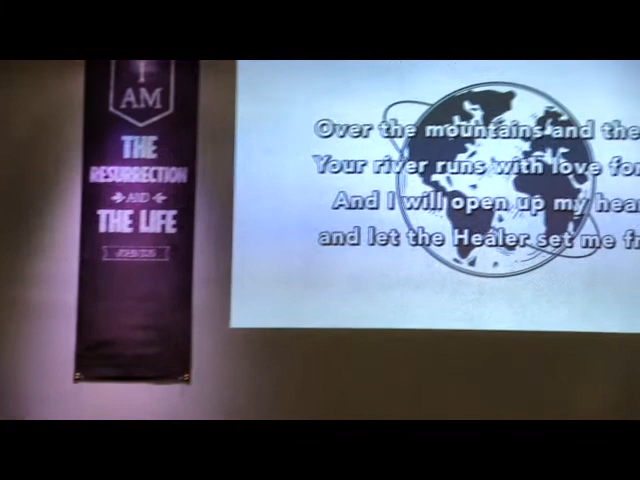 I
AM
THE
RESURRECTION
AND
THE LIFE
Over the mountains and the
Your river runs with love for
And I will open up my hear
and let the Healer set me fr